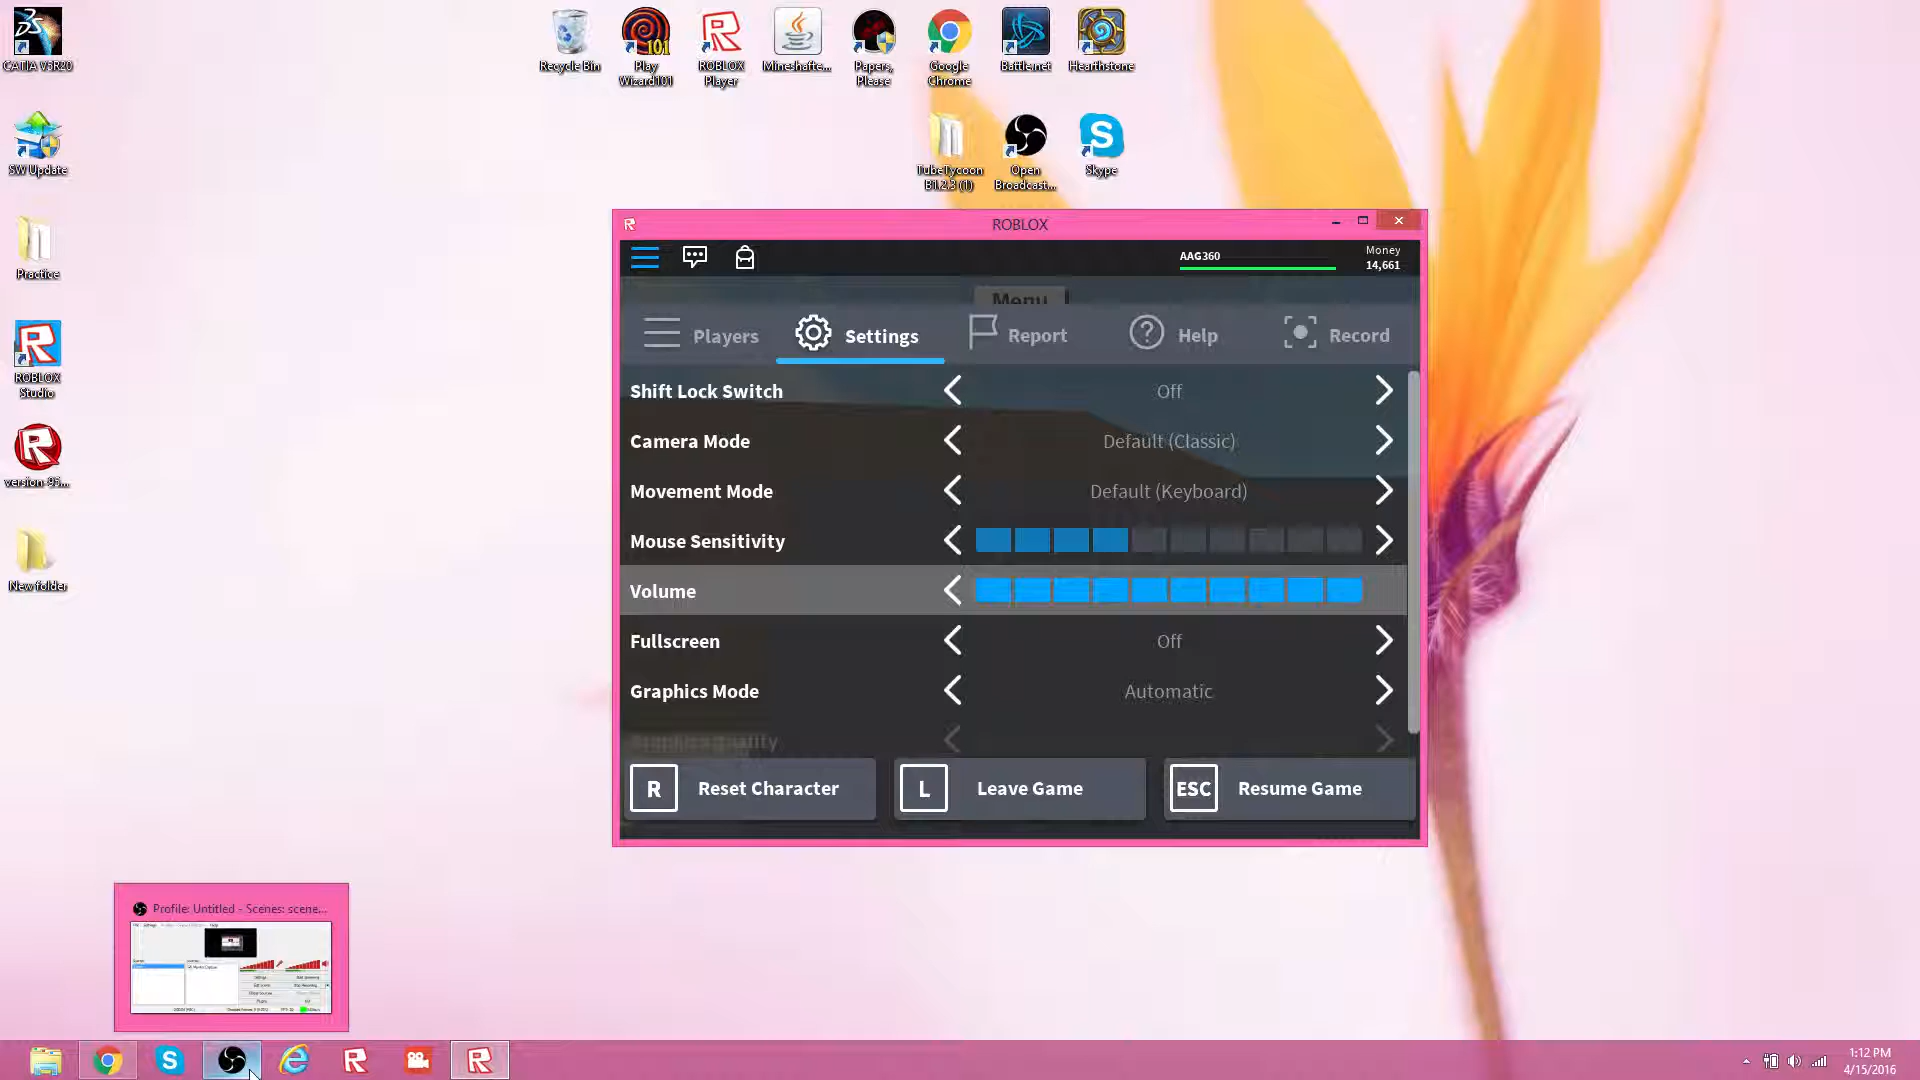 CATIA V5R20
Recycle Bin
Play
Wizard101
ROBLOX
Player
Mineshafte...
Papers,
Please
Google
Chrome
Battle.net
Hearthstone
SW Update
TubeTycoon
B1.2.3 (1)
Open
Broadcast...
Skype
Practice
ROBLOX
Studio
version-95...
New folder
ROBLOX
AAG360
Money
14,661
Menu
Players
Settings
Report
Help
Record
Shift Lock Switch
Off
Camera Mode
Default (Classic)
Movement Mode
Default (Keyboard)
Mouse Sensitivity
Volume
Fullscreen
Off
Graphics Mode
Automatic
Graphics Quality
R
Reset Character
L
Leave Game
ESC
Resume Game
Profile: Untitled - Scenes: scene...
1:12 PM
4/15/2016